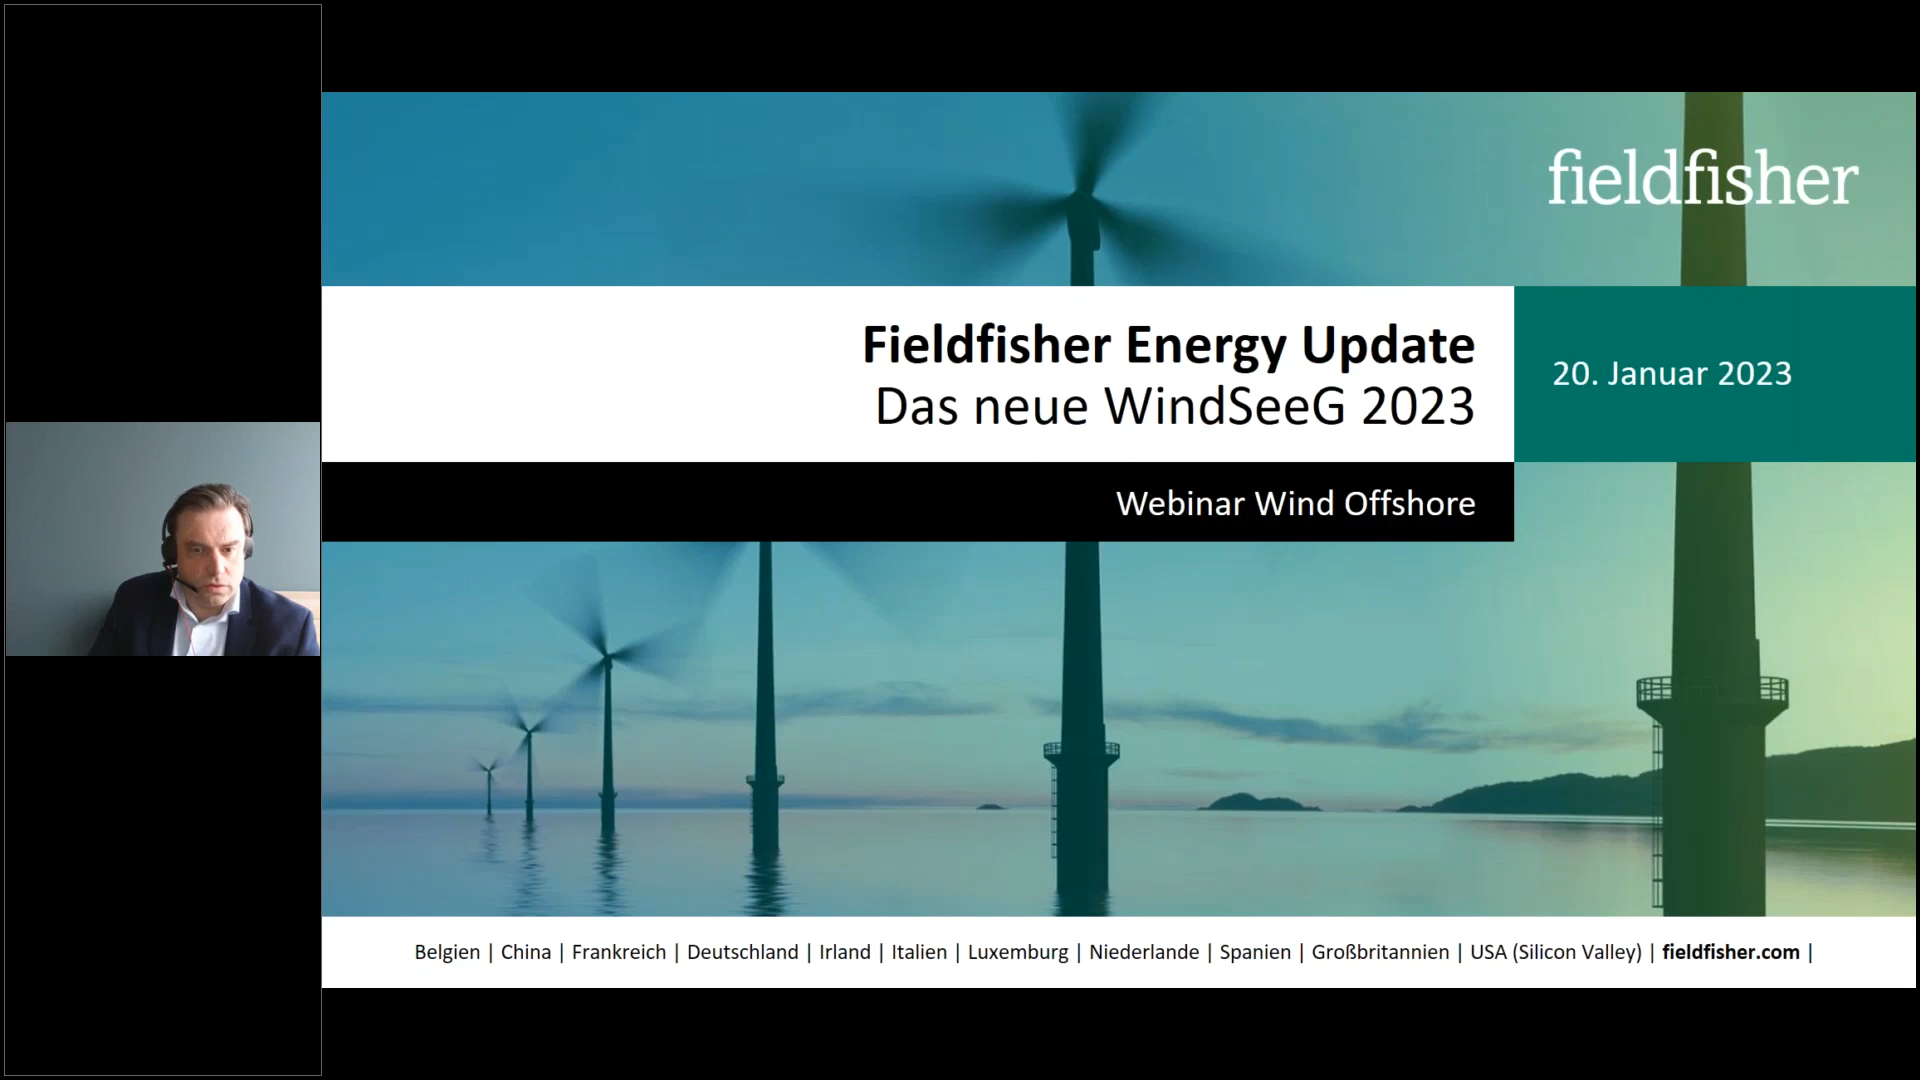 fieldfisher
Fieldfisher Energy Update
Das neue WindSeeG 2023
20. Januar 2023
Webinar Wind Offshore
Belgien | China | Frankreich | Deutschland | Irland | Italien | Luxemburg | Niederlande | Spanien | Großbritannien | USA (Silicon Valley) | fieldfisher.com |